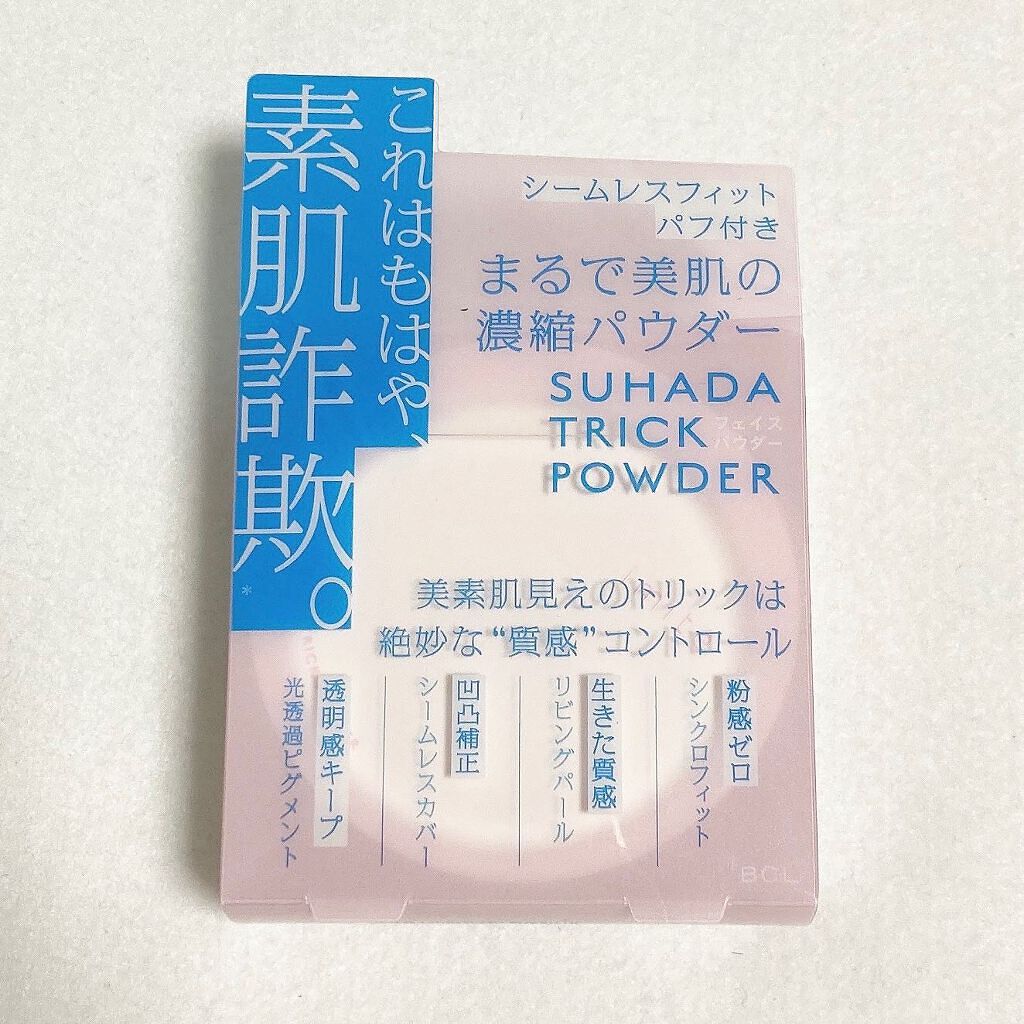 これはもはや、
素肌詐欺。
*
シームレスフィット
パフ付き
まるで美肌の
濃縮パウダー
SUHADA
TRICK
POWDER
フェイス
パウダー
美素肌見えのトリックは
絶妙な“質感”コントロール
粉感ゼロ
シンクロフィット
生きた質感
リビングパール
凹凸補正
シームレスカバー
透明感キープ
光透過ピグメント
BCL